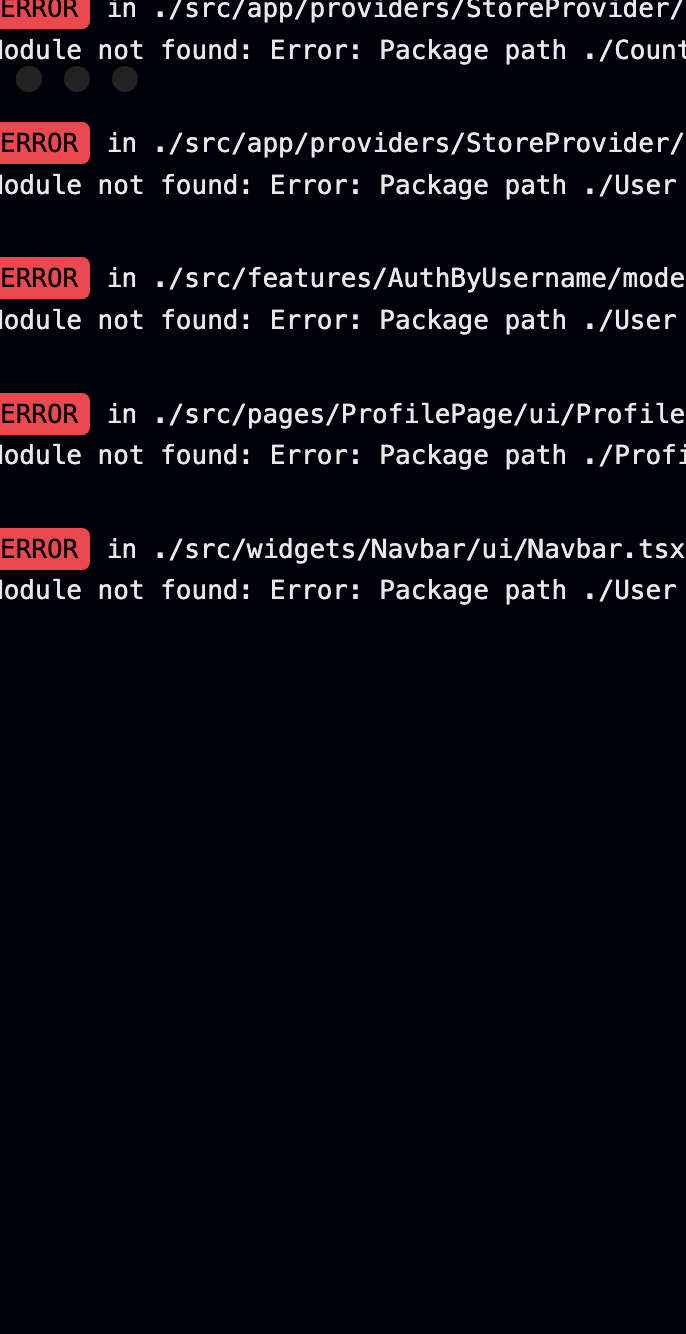 ERROR in ./src/app/providers/StoreProvider/
Module not found: Error: Package path ./Count
ERROR in ./src/app/providers/StoreProvider/
Module not found: Error: Package path ./User
ERROR in ./src/features/AuthByUsername/mode
Module not found: Error: Package path ./User
ERROR in ./src/pages/ProfilePage/ui/Profile
Module not found: Error: Package path ./Profi
ERROR in ./src/widgets/Navbar/ui/Navbar.tsx
Module not found: Error: Package path ./User